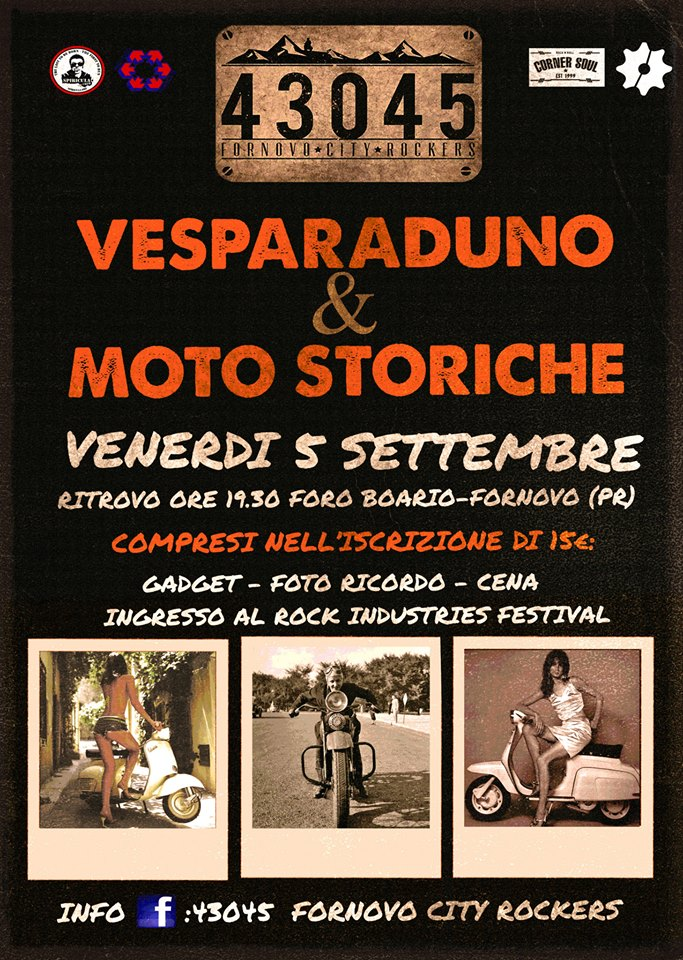 SPIRICULA
ROCK N ROLL
CORNER SOUL
EST 1999
43045
FORNOVO★CITY★ROCKERS
VESPARADUNO
&
MOTO STORICHE
VENERDI 5 SETTEMBRE
RITROVO ORE 19.30 FORO BOARIO-FORNOVO (PR)
COMPRESI NELL'ISCRIZIONE DI 15€:
GADGET - FOTO RICORDO - CENA
INGRESSO AL ROCK INDUSTRIES FESTIVAL
INFO f :43045 FORNOVO CITY ROCKERS